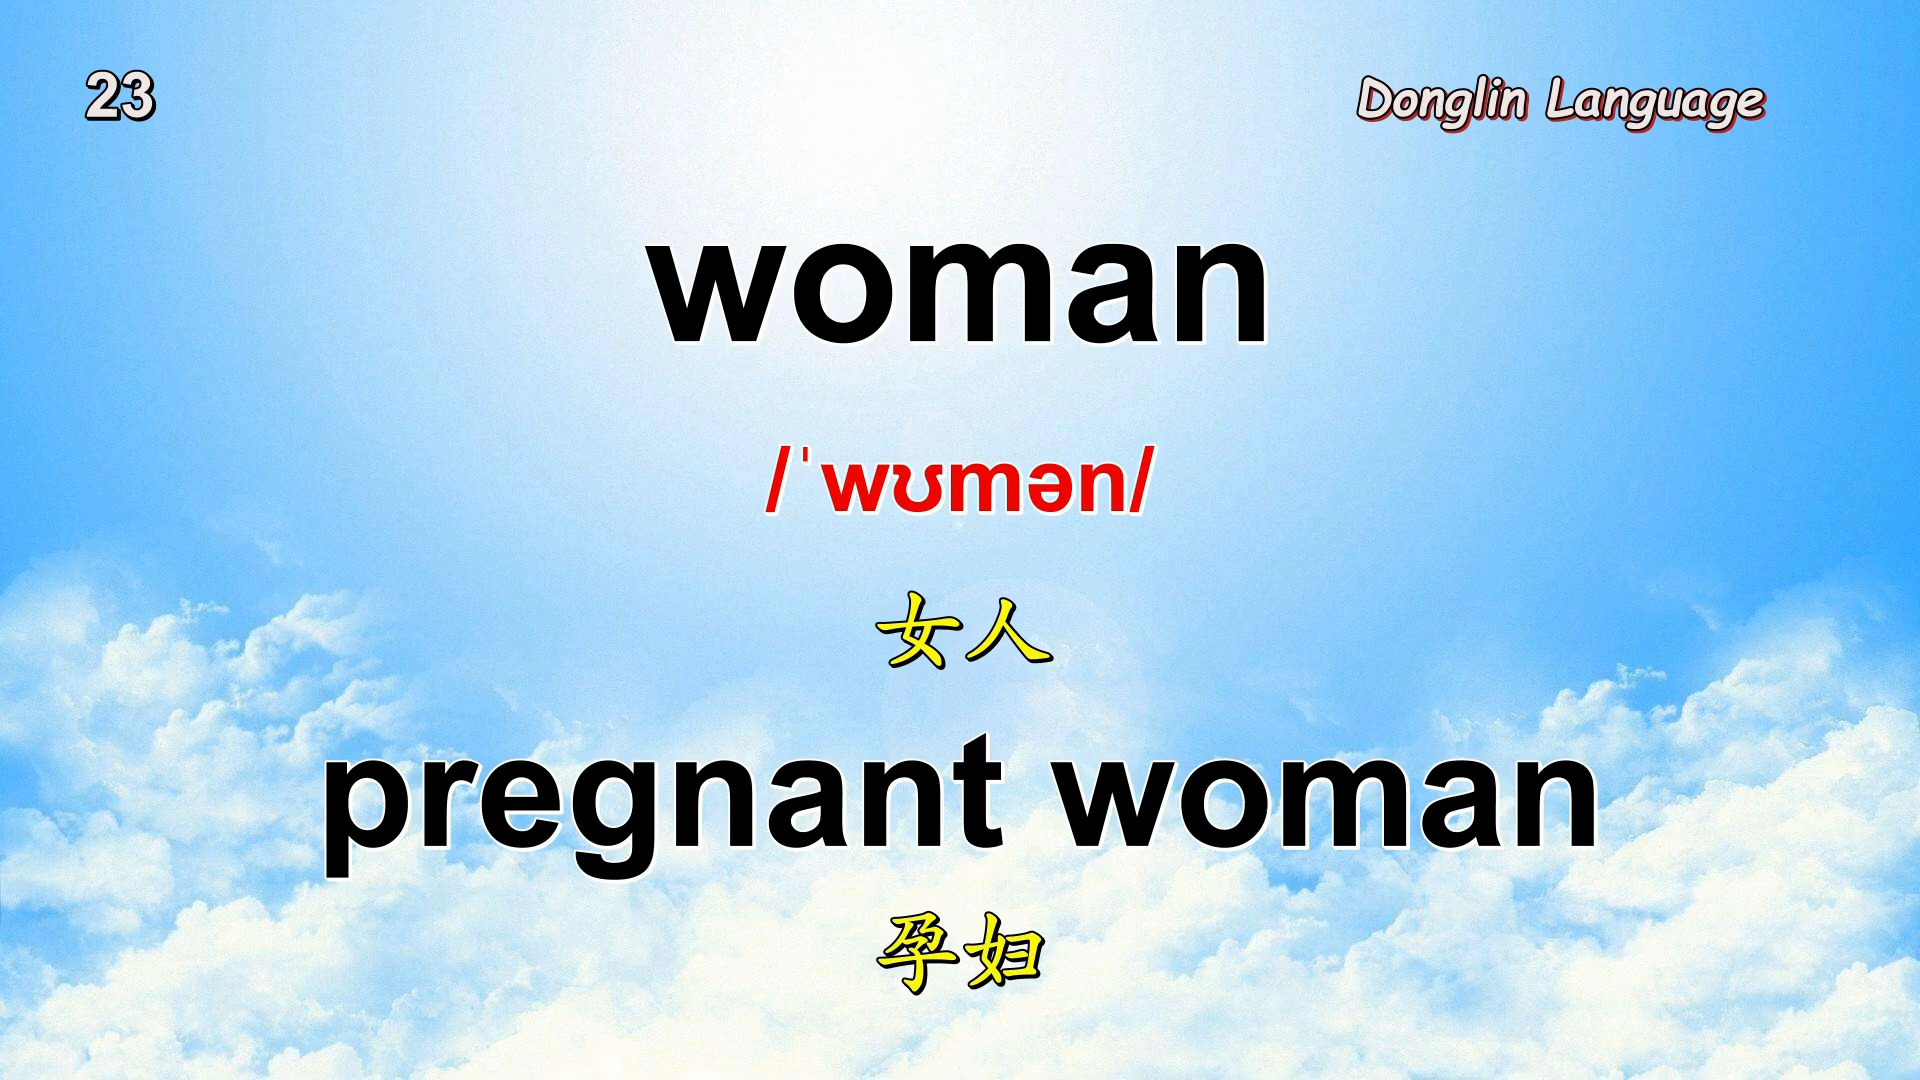 23
Donglin Language
woman
/ˈwʊmən/
女人
pregnant woman
孕妇